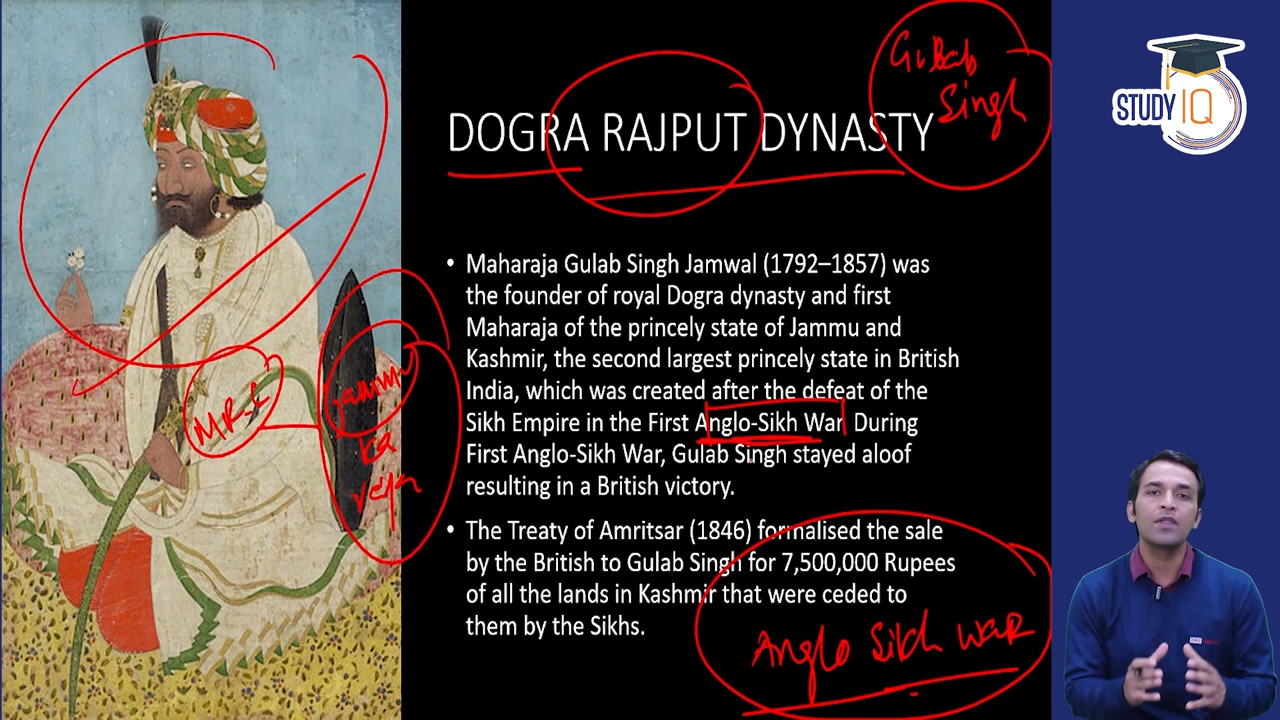 Gulab
Singh
STUDY IQ
DOGRA RAJPUT DYNASTY
• Maharaja Gulab Singh Jamwal (1792–1857) was
the founder of royal Dogra dynasty and first
Maharaja of the princely state of Jammu and
Kashmir, the second largest princely state in British
India, which was created after the defeat of the
Sikh Empire in the First Anglo-Sikh War During
First Anglo-Sikh War, Gulab Singh stayed aloof
resulting in a British victory.
• The Treaty of Amritsar (1846) formalised the sale
by the British to Gulab Singh for 7,500,000 Rupees
of all the lands in Kashmir that were ceded to
them by the Sikhs.
Jammu
ka
raja
Anglo Sikh War